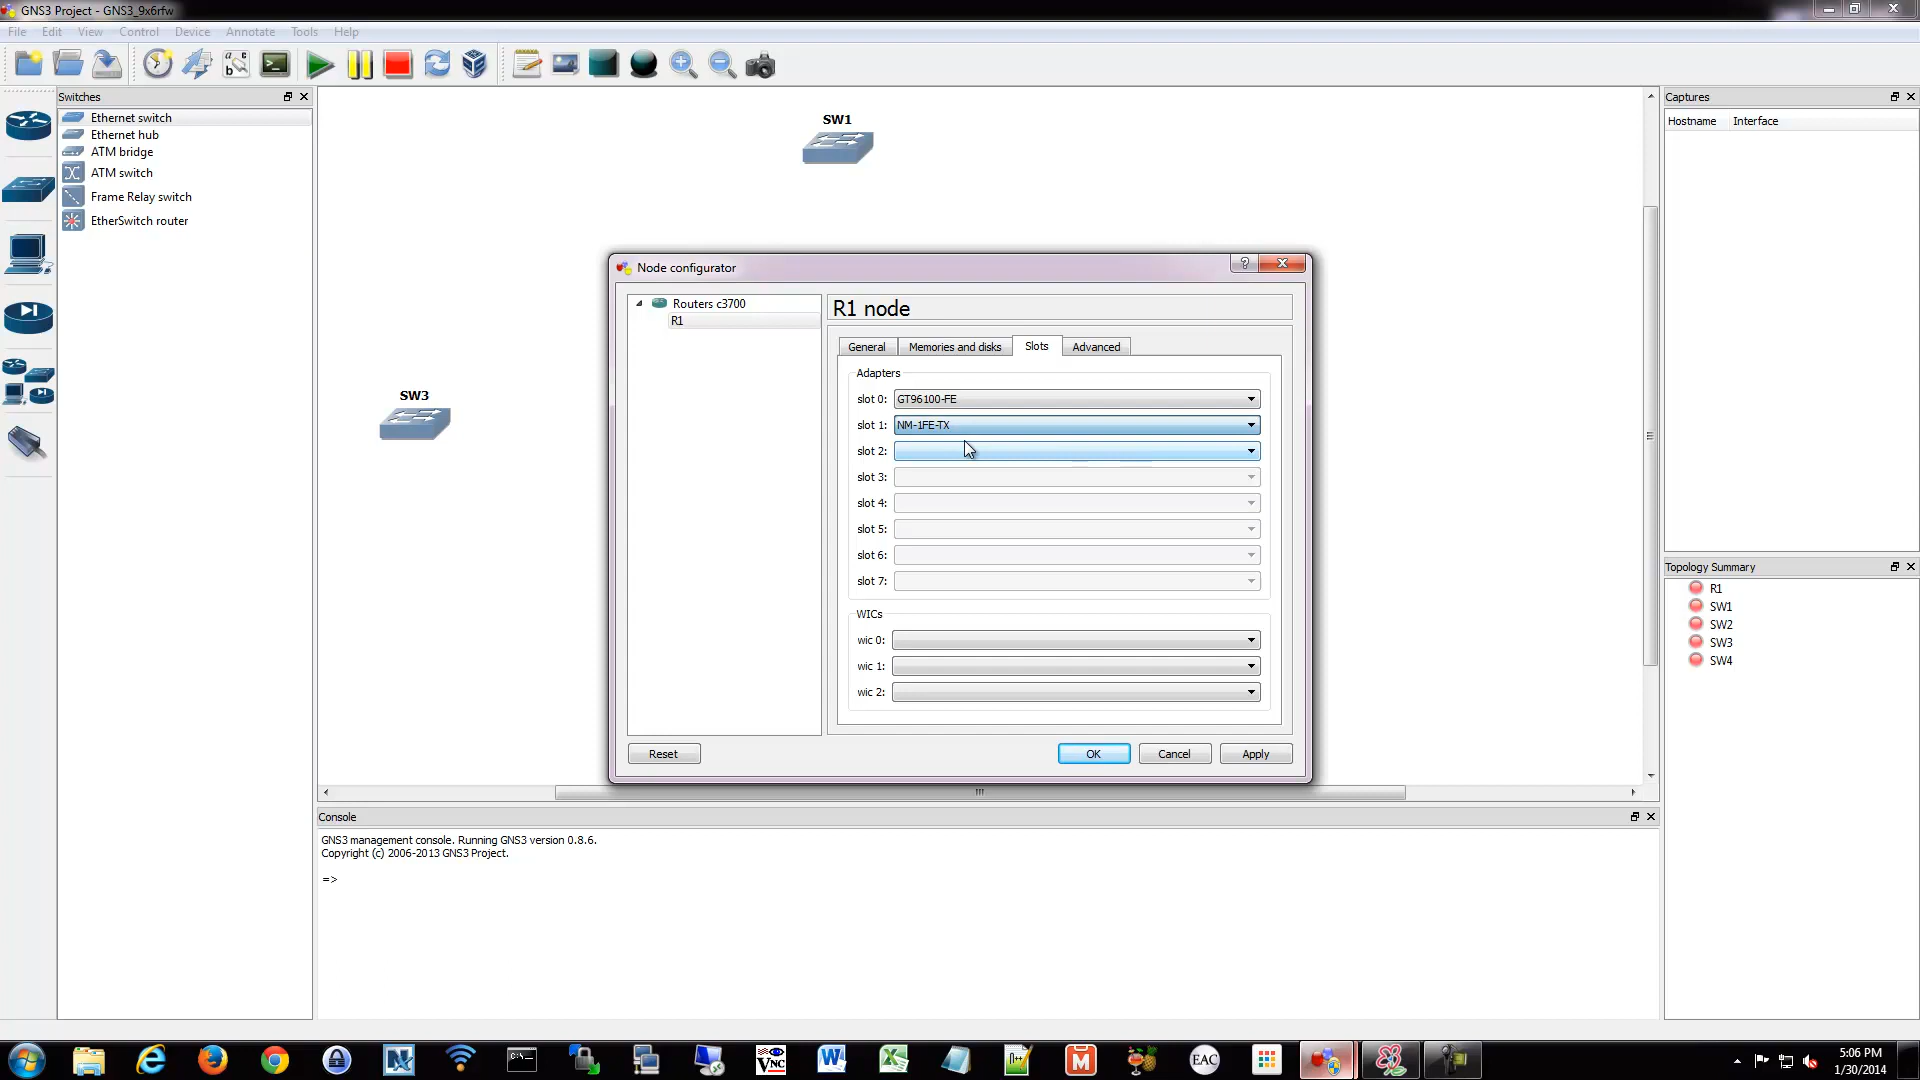 GNS3 Project - GNS3_9x6rfw
File Edit View Control Device Annotate Tools Help
Switches
Ethernet switch
Ethernet hub
ATM bridge
ATM switch
Frame Relay switch
EtherSwitch router
SW1
SW3
Node configurator
Routers c3700
R1
R1 node
General Memories and disks Slots Advanced
Adapters
slot 0: GT96100-FE
slot 1: NM-1FE-TX
slot 2:
slot 3:
slot 4:
slot 5:
slot 6:
slot 7:
WICs
wic 0:
wic 1:
wic 2:
Reset OK Cancel Apply
Captures
Hostname Interface
Topology Summary
R1
SW1
SW2
SW3
SW4
Console
GNS3 management console. Running GNS3 version 0.8.6.
Copyright (c) 2006-2013 GNS3 Project.
=>
VNC
EAC
5:06 PM
1/30/2014